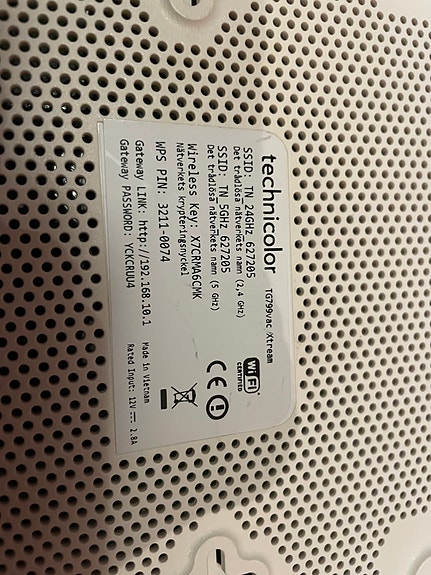 technicolor TG799vac Xtream
SSID: TN_24GHz_627205
Det trådlösa nätverkets namn (2,4 GHz)
SSID: TN_5GHz_627205
Det trådlösa nätverkets namn (5 GHz)
Wireless Key: X7CRMA6CMK
Nätverkets krypteringsnyckel
WPS PIN: 3211-0074
Gateway LINK: http://192.168.10.1
Gateway PASSWORD: YCKCRUU4
Wi Fi
CERTIFIED
CE
Made in Vietnam
Rated Input: 12V ⎓ 2.8A